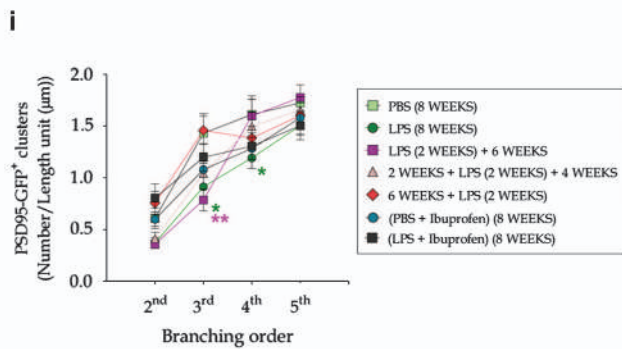 i
PSD95-GFP⁺ clusters
(Number/Length unit (μm))
2.0
1.5
1.0
0.5
0.0
*
**
*
2nd 3rd 4th 5th
Branching order
PBS (8 WEEKS)
LPS (8 WEEKS)
LPS (2 WEEKS) + 6 WEEKS
2 WEEKS + LPS (2 WEEKS) + 4 WEEKS
6 WEEKS + LPS (2 WEEKS)
(PBS + Ibuprofen) (8 WEEKS)
(LPS + Ibuprofen) (8 WEEKS)